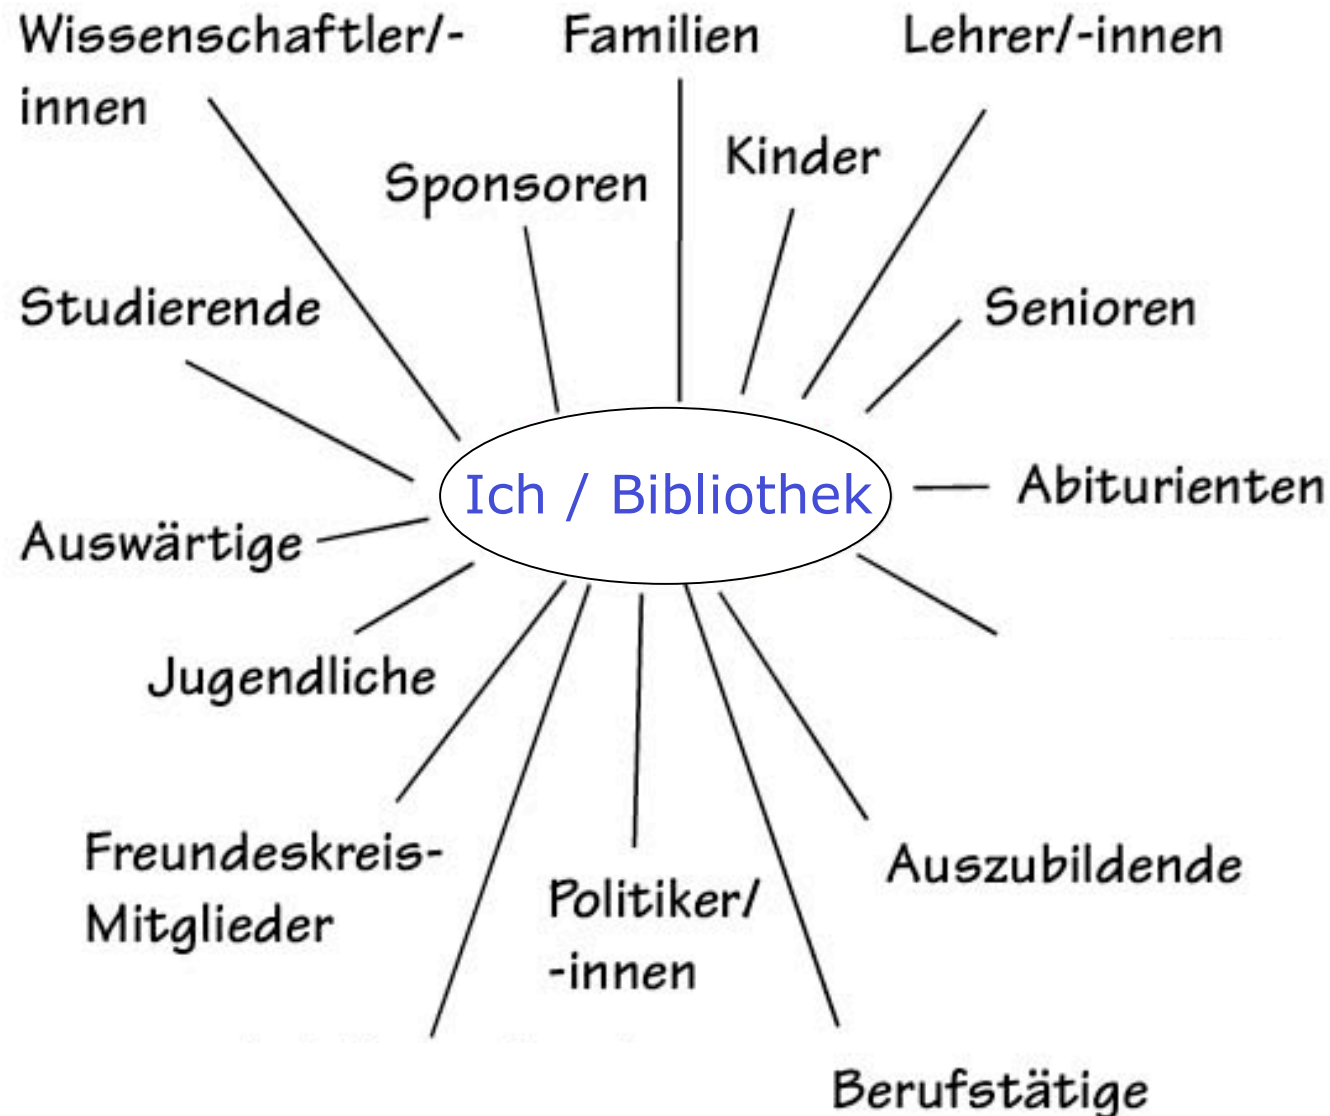 Wissenschaftler/-
innen
Familien
Lehrer/-innen
Sponsoren
Kinder
Studierende
Senioren
Ich / Bibliothek
Abiturienten
Auswärtige
Jugendliche
Freundeskreis-
Mitglieder
Politiker/
-innen
Auszubildende
Berufstätige